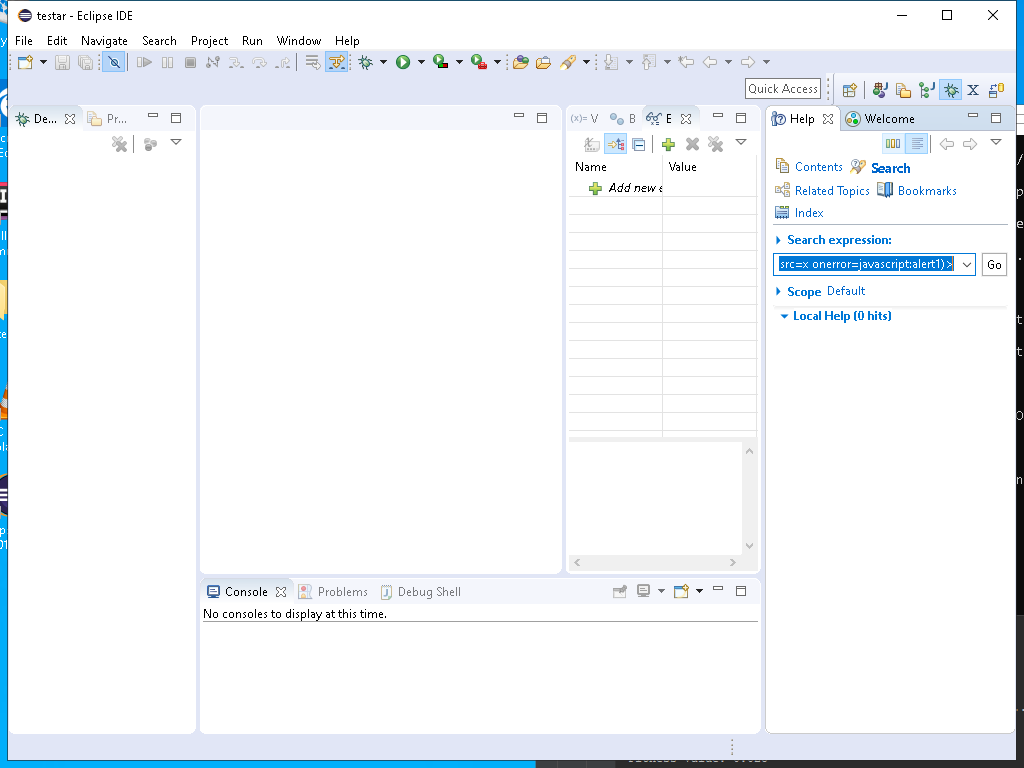 testar - Eclipse IDE
File Edit Navigate Search Project Run Window Help
Quick Access
De...
Pr...
(x)= V
B
E
Help
Welcome
Name Value
Add new e
Contents
Search
Related Topics
Bookmarks
Index
Search expression:
src=x onerror=javascript:alert1)>
Go
Scope Default
Local Help (0 hits)
Console
Problems
Debug Shell
No consoles to display at this time.